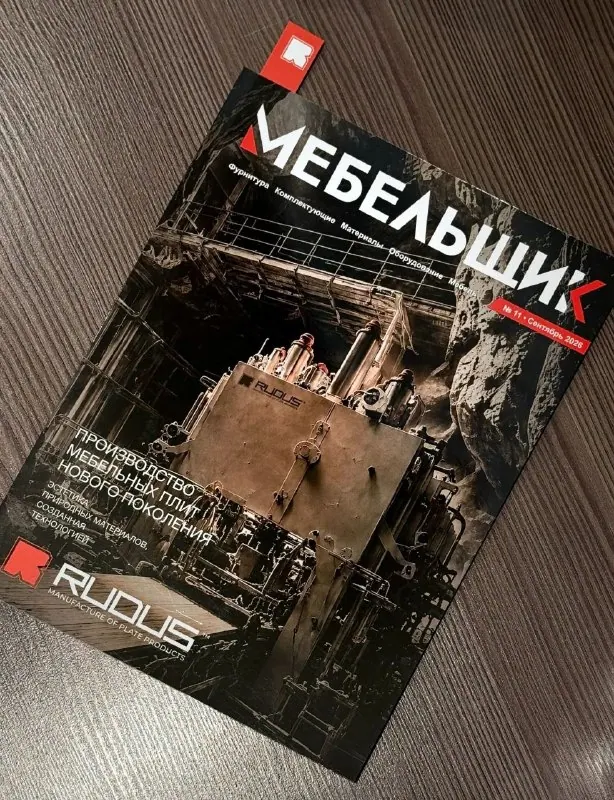 МЕБЕЛЬЩИК
Фурнитура Комплектующие Материалы Оборудование
№ 11 • Сентябрь 2026
RUDUS
ПРОИЗВОДСТВО
МЕБЕЛЬНЫХ ПЛИТ
НОВОГО ПОКОЛЕНИЯ
ЭСТЕТИКА
ПРИРОДНЫХ МАТЕРИАЛОВ,
СОЗДАННАЯ
ТЕХНОЛОГИЕЙ
RUDUS
MANUFACTURE OF PLATE PRODUCTS